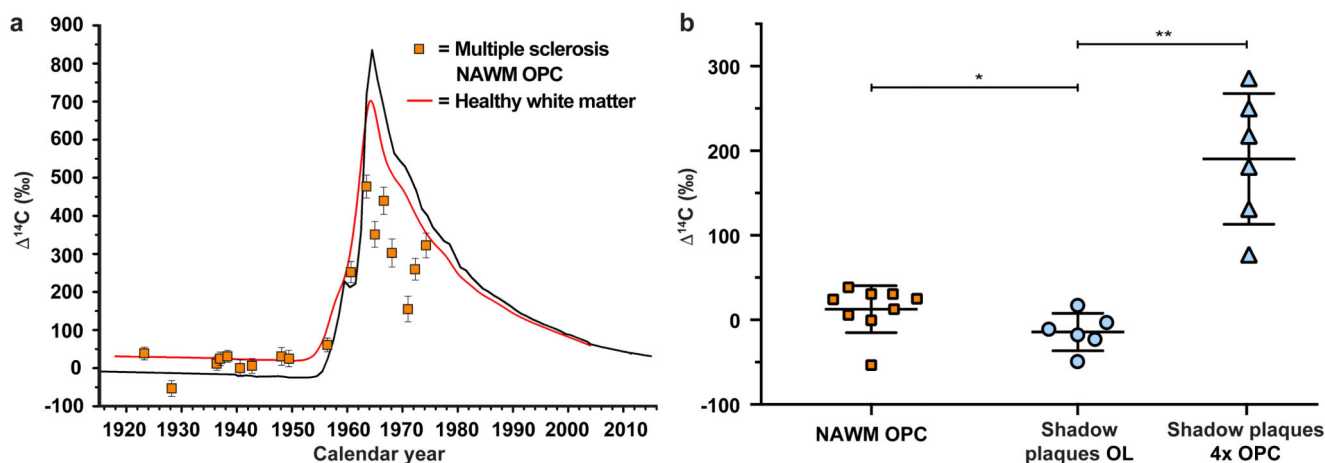 a
900
800
700
600
500
400
300
200
100
0
-100
Δ¹⁴C (‰)
1920 1930 1940 1950 1960 1970 1980 1990 2000 2010
Calendar year
= Multiple sclerosis
NAWM OPC
= Healthy white matter
b
300
200
100
0
-100
Δ¹⁴C (‰)
*
**
NAWM OPC
Shadow
plaques OL
Shadow plaques
4x OPC